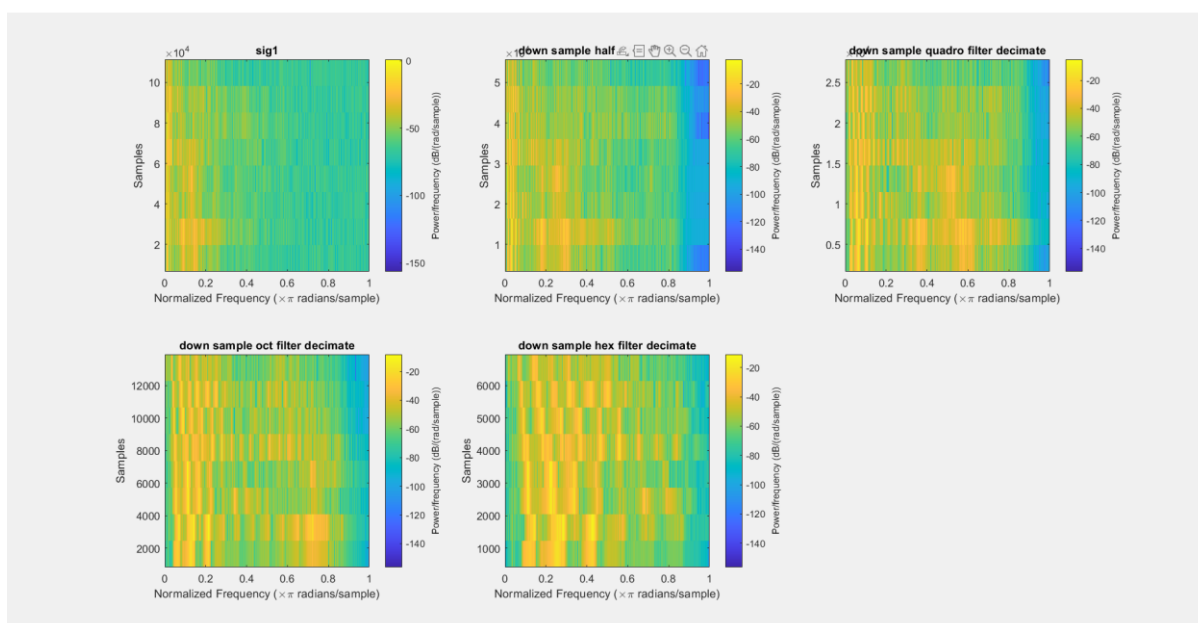 sig1
×10⁴
10
8
6
4
2
Samples
0 0.2 0.4 0.6 0.8 1
Normalized Frequency (×π radians/sample)
0
-50
-100
-150
Power/frequency (dB/(rad/sample))
down sample half
5
4
3
2
1
Samples
0 0.2 0.4 0.6 0.8 1
Normalized Frequency (×π radians/sample)
-20
-40
-60
-80
-100
-120
-140
Power/frequency (dB/(rad/sample))
down sample quadro filter decimate
2.5
2
1.5
1
0.5
Samples
0 0.2 0.4 0.6 0.8 1
Normalized Frequency (×π radians/sample)
-20
-40
-60
-80
-100
-120
-140
Power/frequency (dB/(rad/sample))
down sample oct filter decimate
12000
10000
8000
6000
4000
2000
Samples
0 0.2 0.4 0.6 0.8 1
Normalized Frequency (×π radians/sample)
-20
-40
-60
-80
-100
-120
-140
Power/frequency (dB/(rad/sample))
down sample hex filter decimate
6000
5000
4000
3000
2000
1000
Samples
0 0.2 0.4 0.6 0.8 1
Normalized Frequency (×π radians/sample)
-20
-40
-60
-80
-100
-120
-140
Power/frequency (dB/(rad/sample))